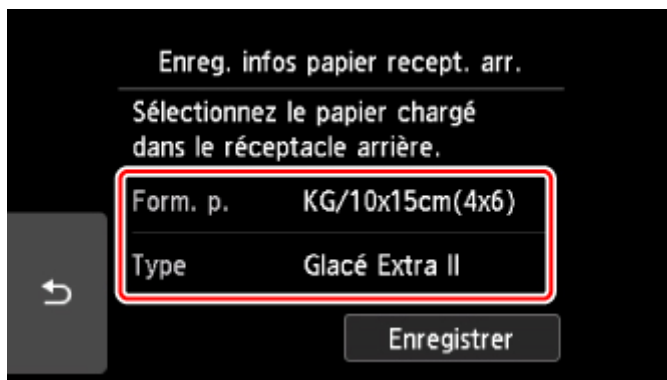 Enreg. infos papier recept. arr.
Sélectionnez le papier chargé
dans le réceptacle arrière.
Form. p. KG/10x15cm(4x6)
Type Glacé Extra II
Enregistrer